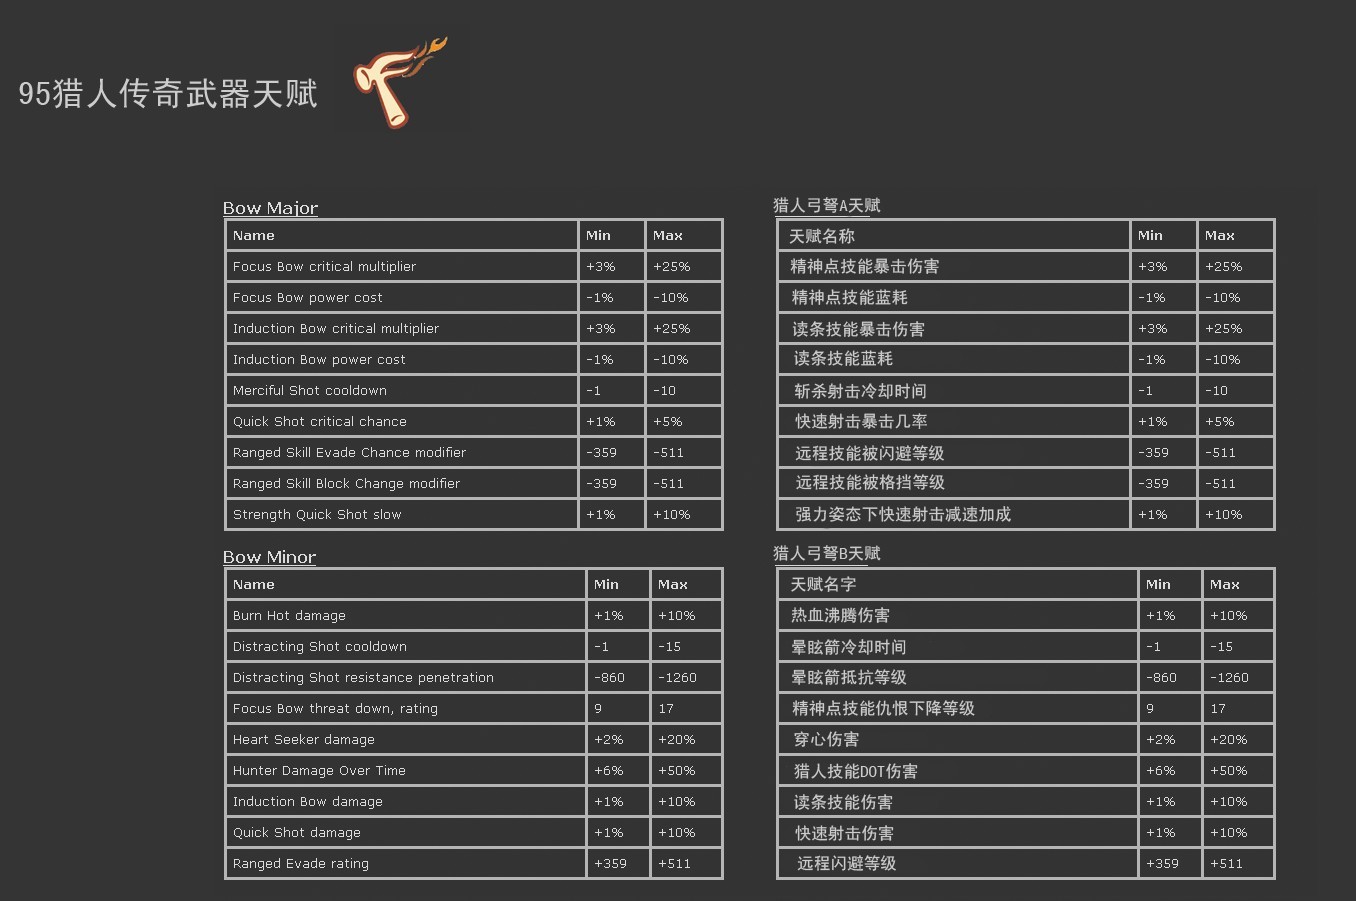 95猎人传奇武器天赋
Bow Major
Name Min Max
Focus Bow critical multiplier +3% +25%
Focus Bow power cost -1% -10%
Induction Bow critical multiplier +3% +25%
Induction Bow power cost -1% -10%
Merciful Shot cooldown -1 -10
Quick Shot critical chance +1% +5%
Ranged Skill Evade Chance modifier -359 -511
Ranged Skill Block Change modifier -359 -511
Strength Quick Shot slow +1% +10%
猎人弓弩A天赋
天赋名称 Min Max
精神点技能暴击伤害 +3% +25%
精神点技能蓝耗 -1% -10%
读条技能暴击伤害 +3% +25%
读条技能蓝耗 -1% -10%
斩杀射击冷却时间 -1 -10
快速射击暴击几率 +1% +5%
远程技能被闪避等级 -359 -511
远程技能被格挡等级 -359 -511
强力姿态下快速射击减速加成 +1% +10%
Bow Minor
Name Min Max
Burn Hot damage +1% +10%
Distracting Shot cooldown -1 -15
Distracting Shot resistance penetration -860 -1260
Focus Bow threat down, rating 9 17
Heart Seeker damage +2% +20%
Hunter Damage Over Time +6% +50%
Induction Bow damage +1% +10%
Quick Shot damage +1% +10%
Ranged Evade rating +359 +511
猎人弓弩B天赋
天赋名字 Min Max
热血沸腾伤害 +1% +10%
晕眩箭冷却时间 -1 -15
晕眩箭抵抗等级 -860 -1260
精神点技能仇恨下降等级 9 17
穿心伤害 +2% +20%
猎人技能DOT伤害 +6% +50%
读条技能伤害 +1% +10%
快速射击伤害 +1% +10%
远程闪避等级 +359 +511